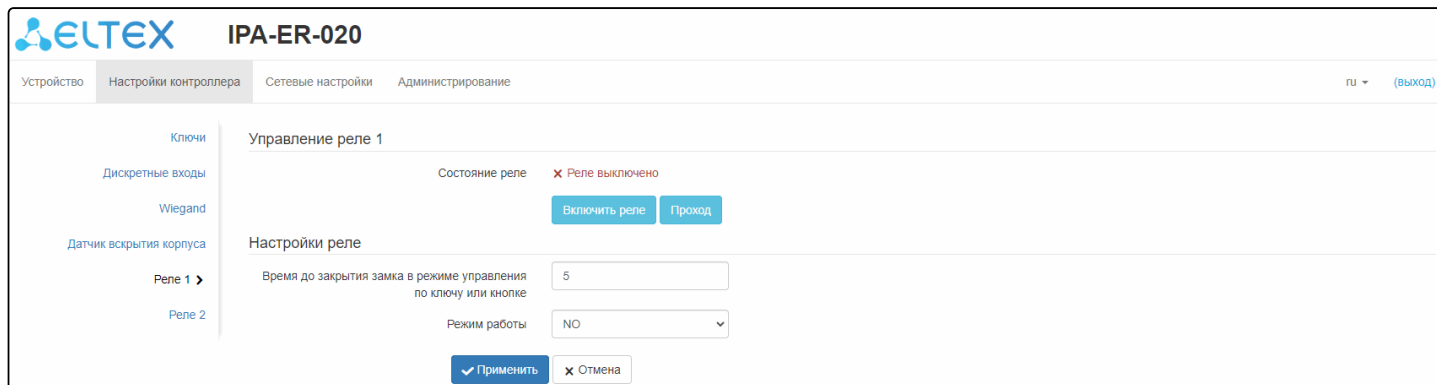 ELTEX IPA-ER-020
Устройство Настройки контроллера Сетевые настройки Администрирование ru (выход)
Ключи
Дискретные входы
Wiegand
Датчик вскрытия корпуса
Реле 1
Реле 2
Управление реле 1
Состояние реле Реле выключено
Включить реле Проход
Настройки реле
Время до закрытия замка в режиме управления
по ключу или кнопке
5
Режим работы NO
Применить Отмена